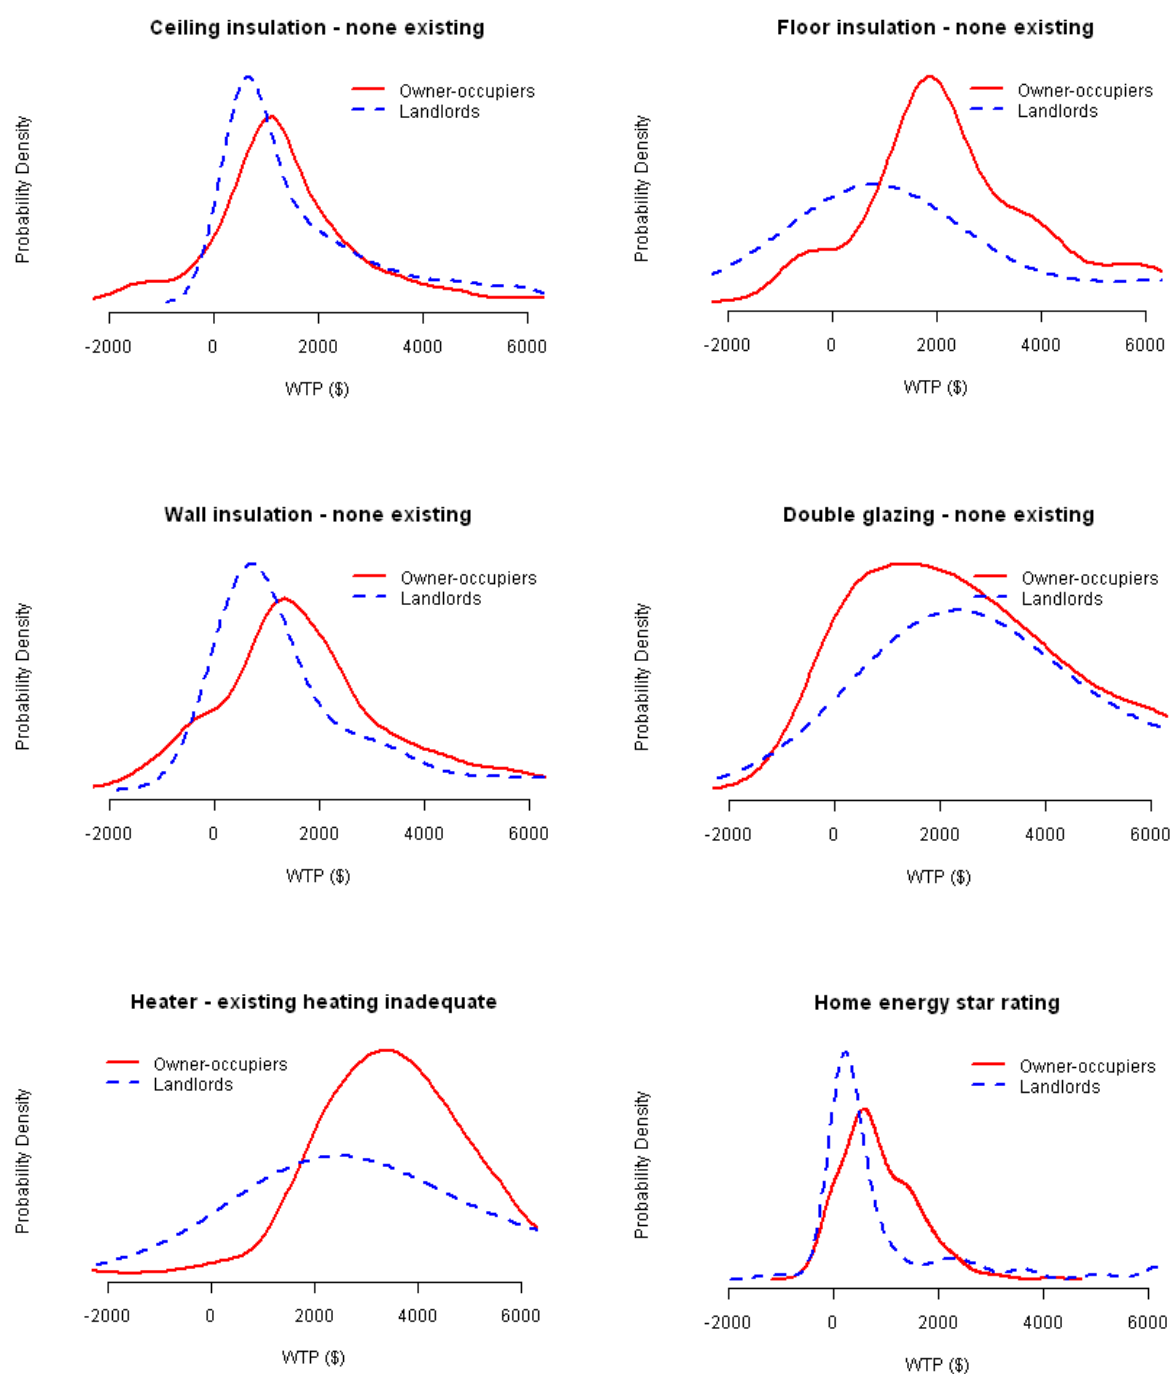 Ceiling insulation - none existing
Probability Density
Owner-occupiers
Landlords
-2000 0 2000 4000 6000
WTP ($)
Floor insulation - none existing
Probability Density
Owner-occupiers
Landlords
-2000 0 2000 4000 6000
WTP ($)
Wall insulation - none existing
Probability Density
Owner-occupiers
Landlords
-2000 0 2000 4000 6000
WTP ($)
Double glazing - none existing
Probability Density
Owner-occupiers
Landlords
-2000 0 2000 4000 6000
WTP ($)
Heater - existing heating inadequate
Probability Density
Owner-occupiers
Landlords
-2000 0 2000 4000 6000
WTP ($)
Home energy star rating
Probability Density
Owner-occupiers
Landlords
-2000 0 2000 4000 6000
WTP ($)